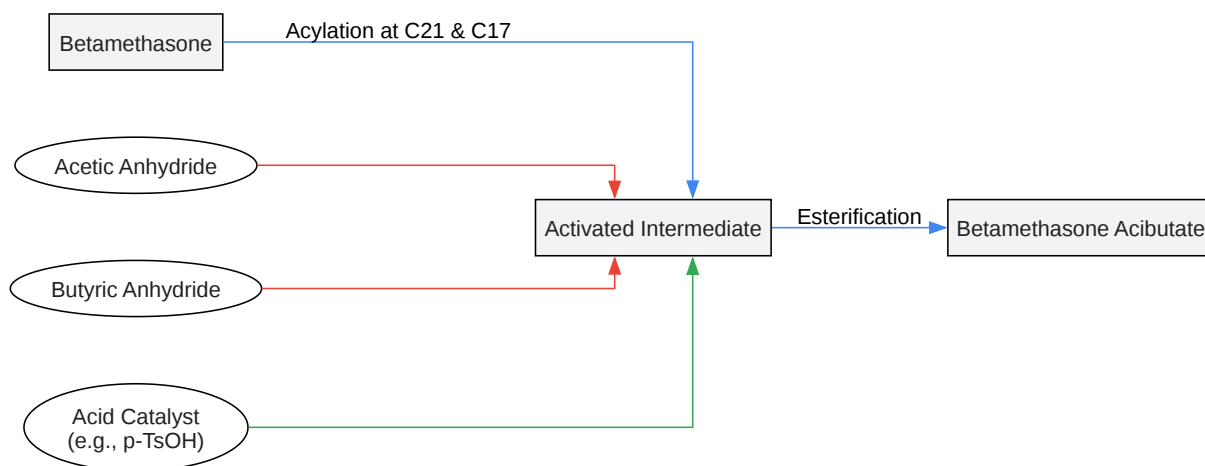 Betamethasone
Acylation at C21 & C17
Acetic Anhydride
Activated Intermediate
Esterification
Betamethasone Acibutate
Butyric Anhydride
Acid Catalyst
(e.g., p-TsOH)